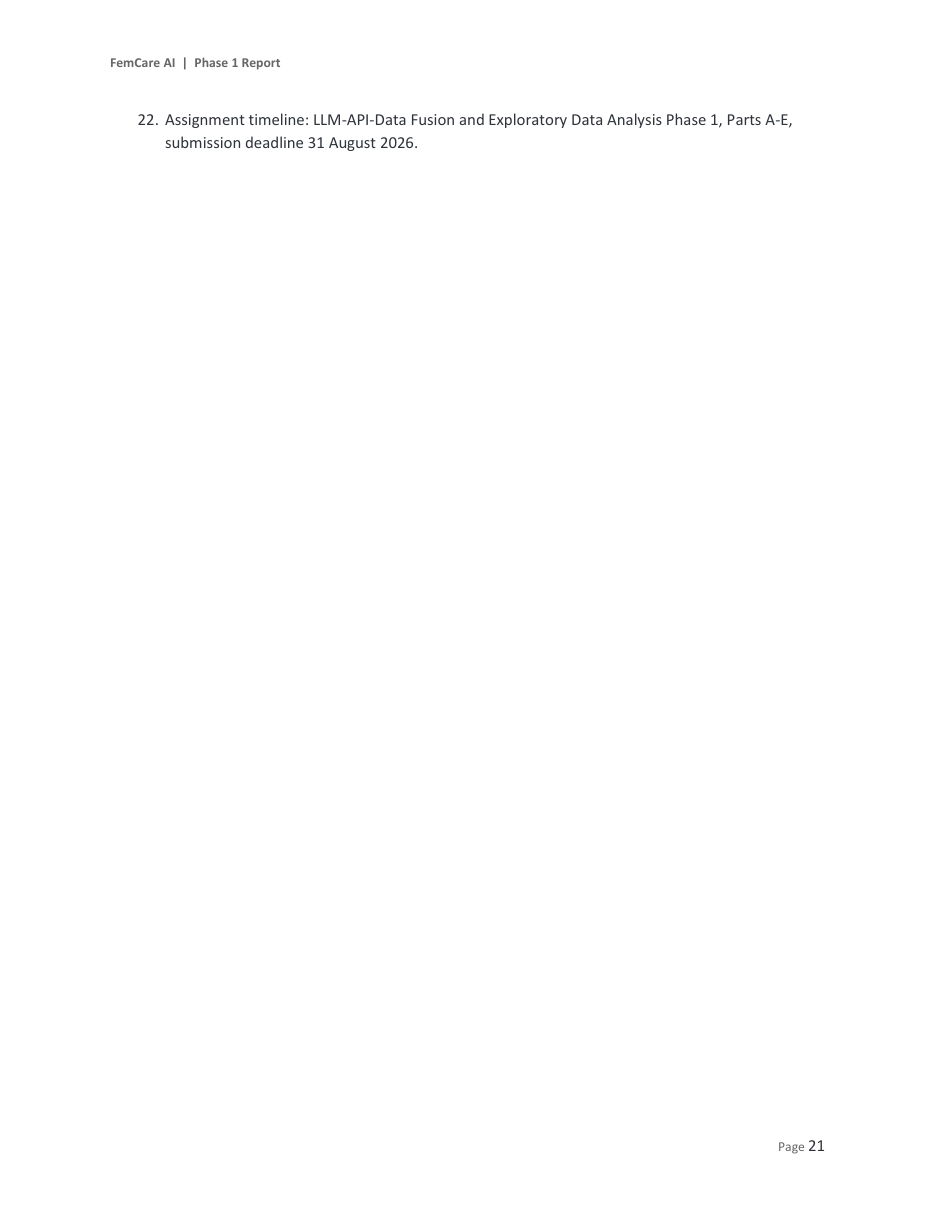 FemCare AI | Phase 1 Report
22. Assignment timeline: LLM-API-Data Fusion and Exploratory Data Analysis Phase 1, Parts A-E,
submission deadline 31 August 2026.
Page 21